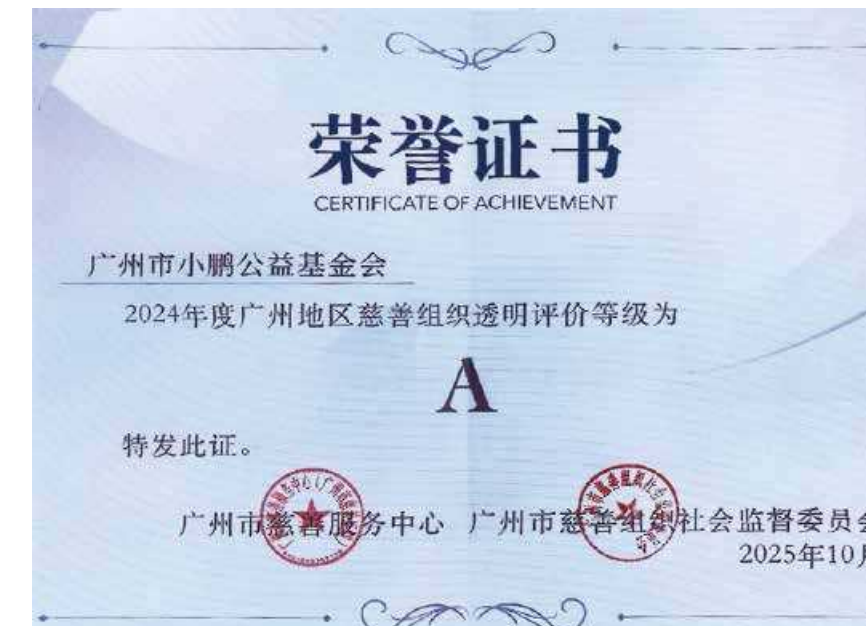 荣誉证书
CERTIFICATE OF ACHIEVEMENT
广州市小鹏公益基金会
2024年度广州地区慈善组织透明评价等级为
A
特发此证。
广州市慈善服务中心 广州市慈善组织社会监督委员会
2025年10月